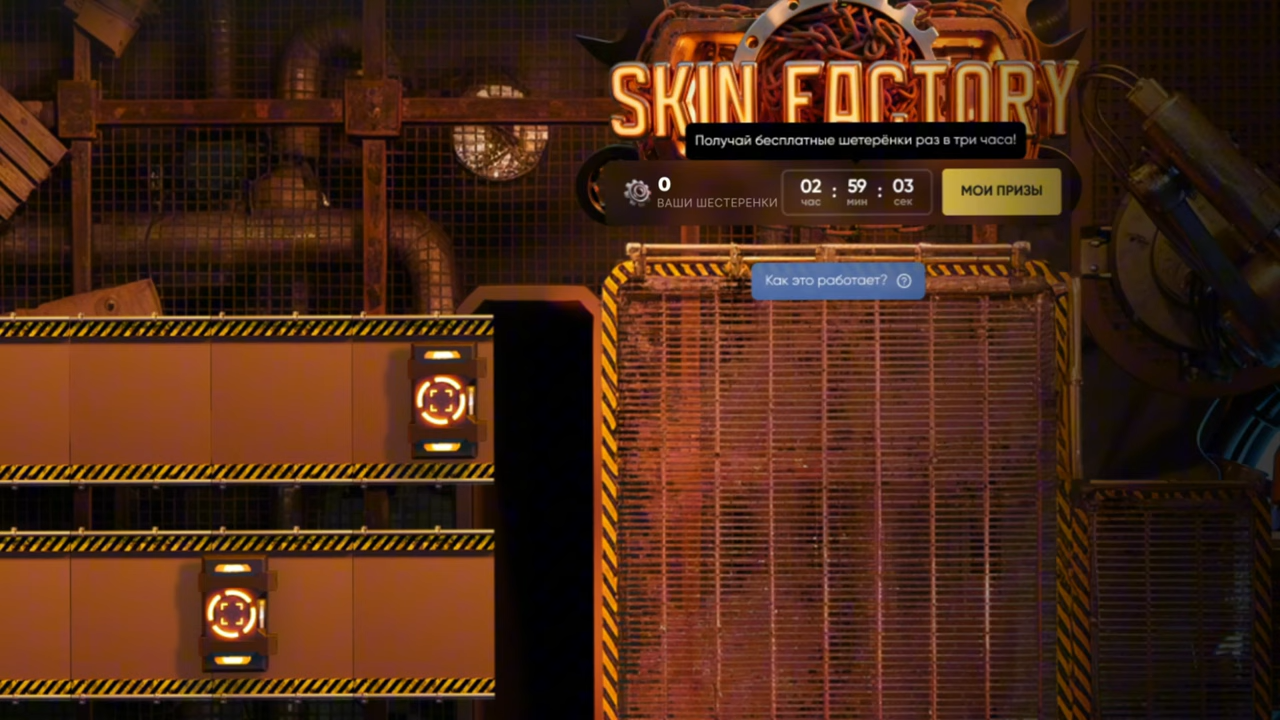 SKIN FACTORY
Получай бесплатные шетерёнки раз в три часа!
0
ВАШИ ШЕСТЕРЕНКИ
02 : 59 : 03
час мин сек
МОИ ПРИЗЫ
Как это работает?